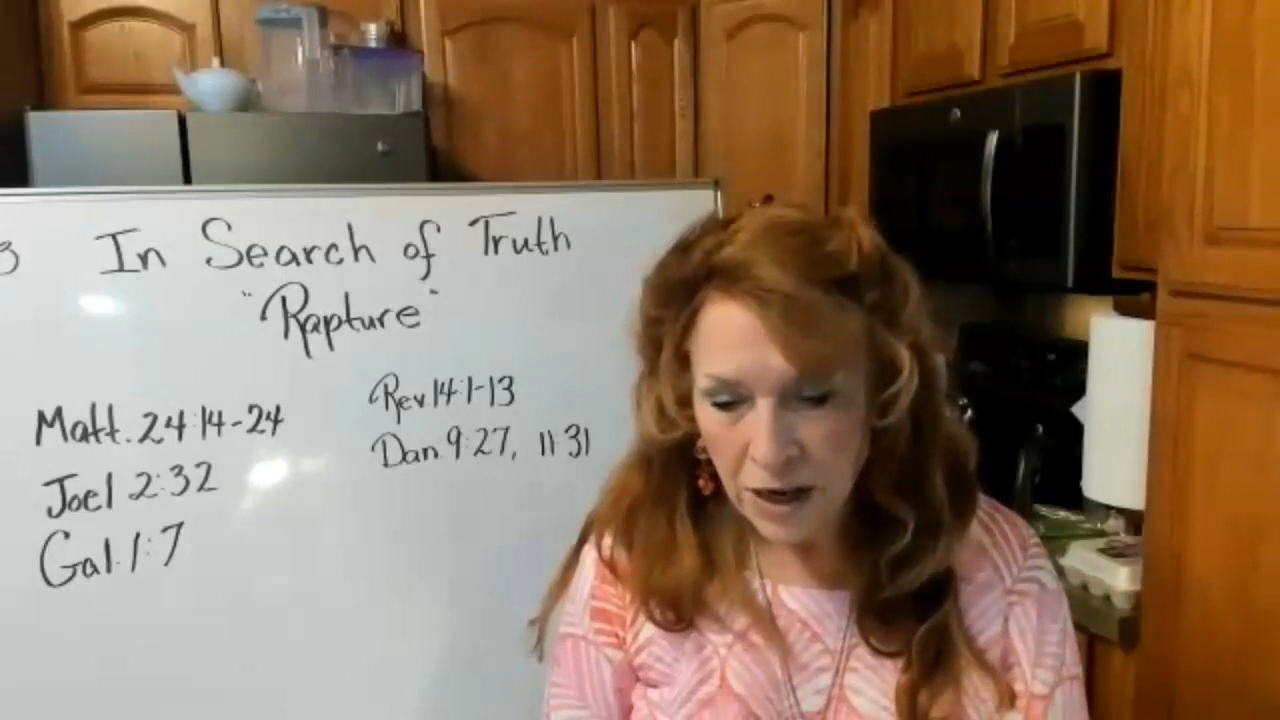 3 In Search of Truth
"Rapture"
Matt. 24:14-24
Joel 2:32
Gal. 1:7
Rev. 14:1-13
Dan 9:27, 11:31